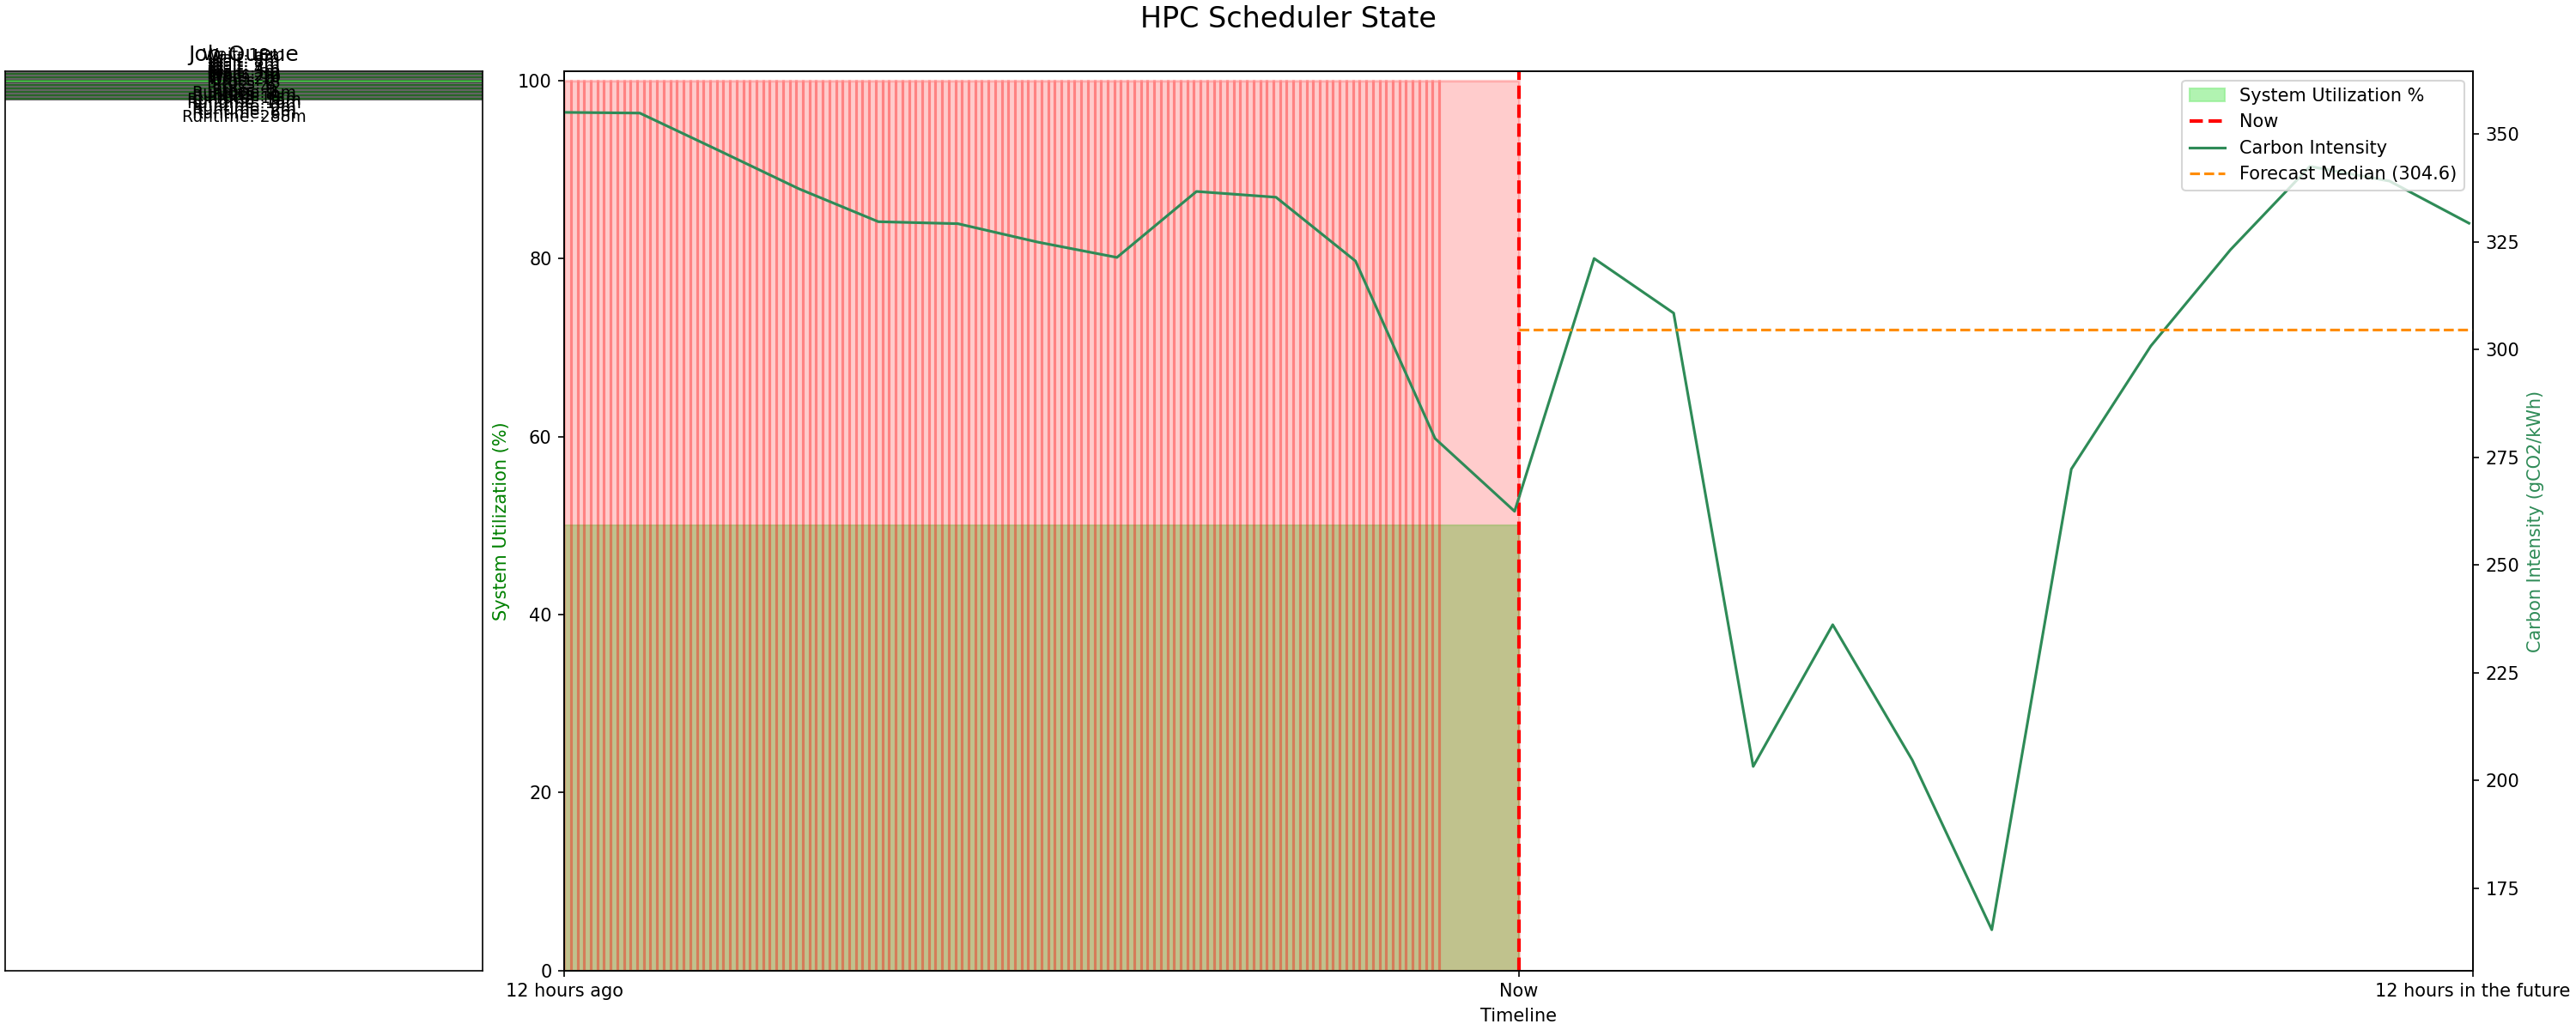 HPC Scheduler State
Job Queue
Runtime: 288m
System Utilization (%)
100
80
60
40
20
0
System Utilization %
Now
Carbon Intensity
Forecast Median (304.6)
350
325
300
275
250
225
200
175
Carbon Intensity (gCO2/kWh)
12 hours ago
Now
12 hours in the future
Timeline